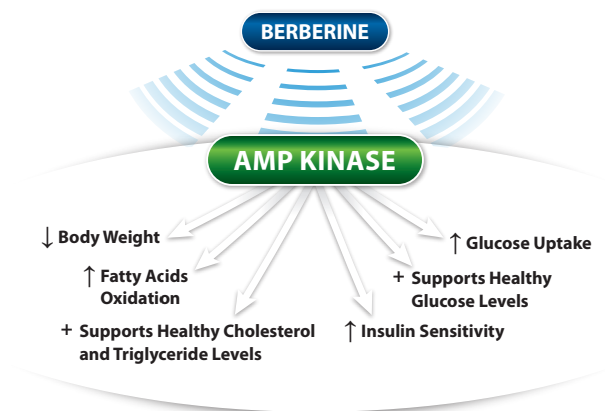 BERBERINE
AMP KINASE
↓ Body Weight
↑ Glucose Uptake
↑ Fatty Acids
Oxidation
+ Supports Healthy
Glucose Levels
+ Supports Healthy Cholesterol
and Triglyceride Levels
↑ Insulin Sensitivity